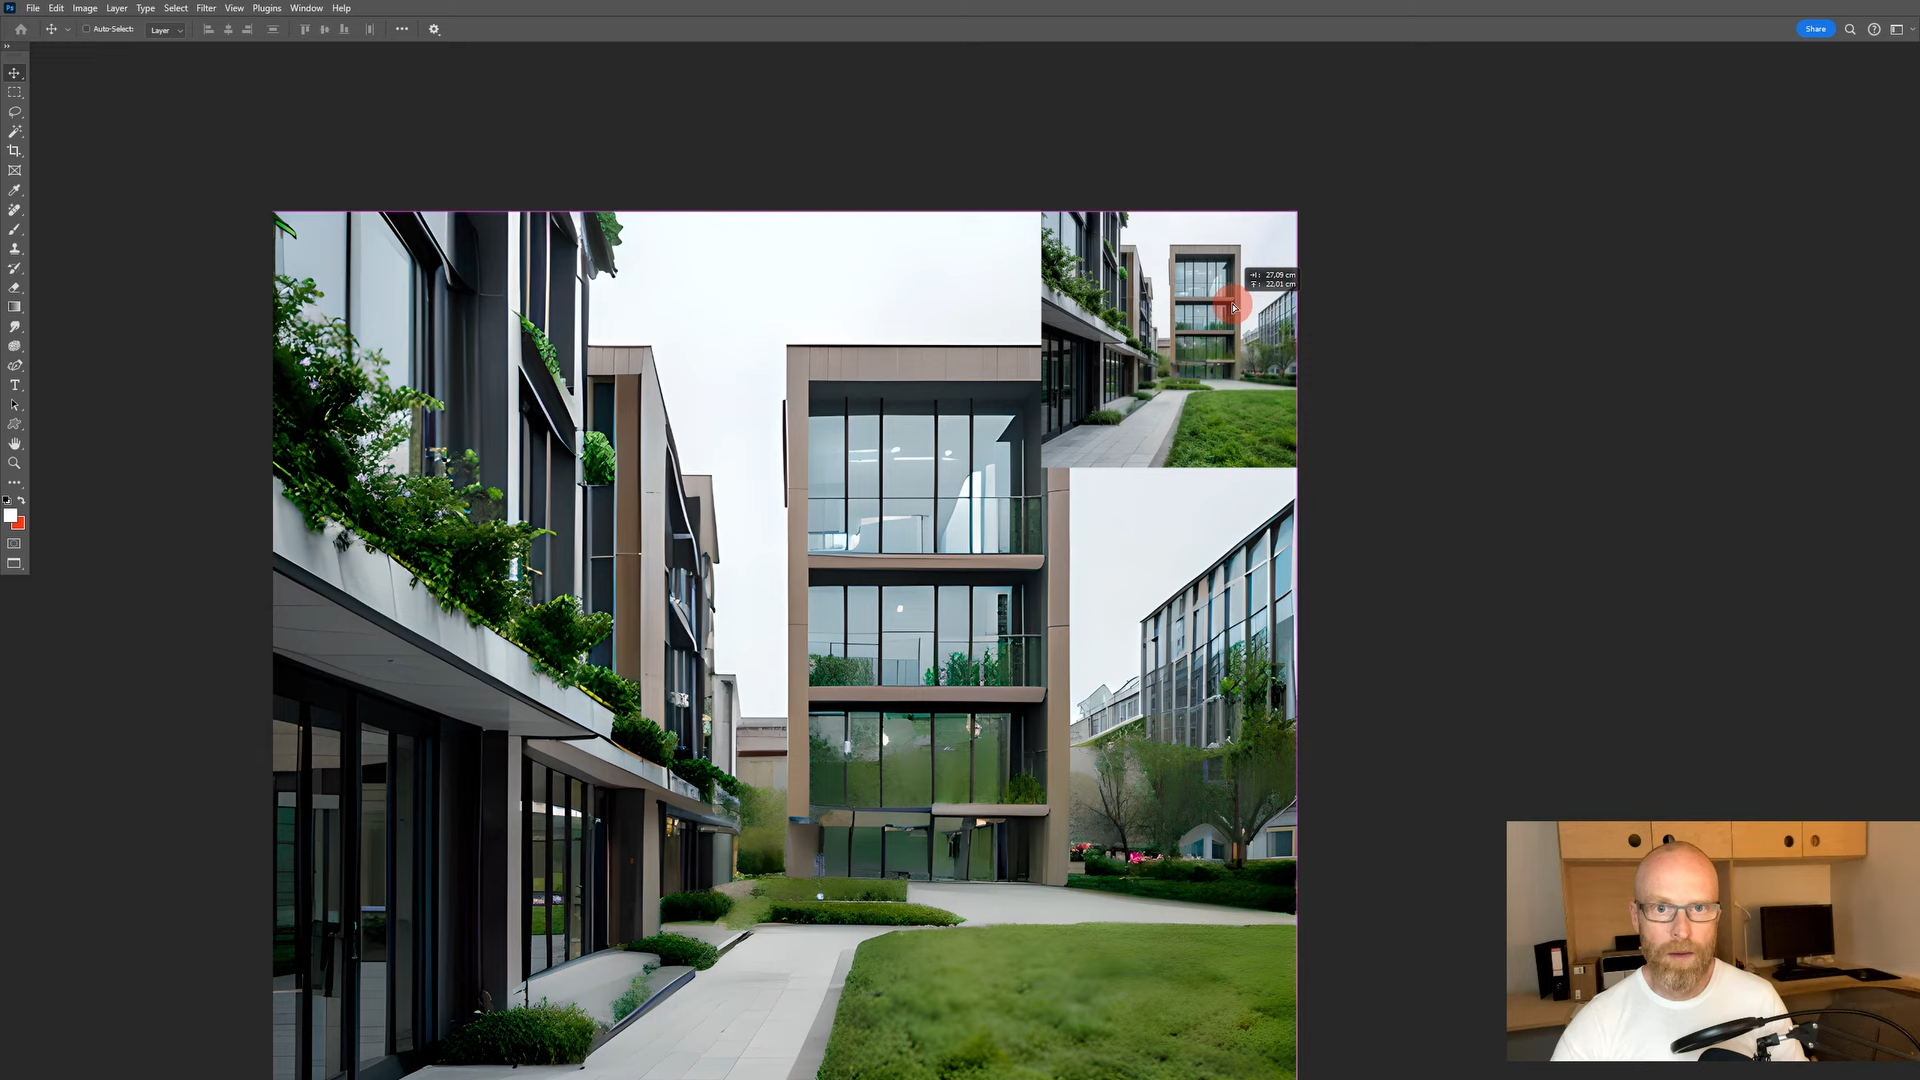 Ps File Edit Image Layer Type Select Filter View Plugins Window Help
Auto-Select: Layer Share
27,09 cm
22,01 cm